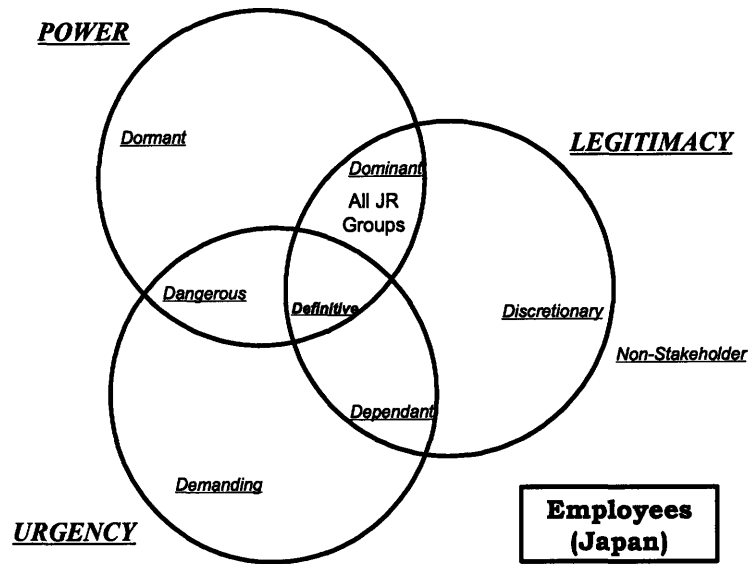 POWER
Dormant
LEGITIMACY
Dominant
All JR
Groups
Dangerous
Definitive
Discretionary
Non-Stakeholder
Dependant
Demanding
URGENCY
Employees
(Japan)